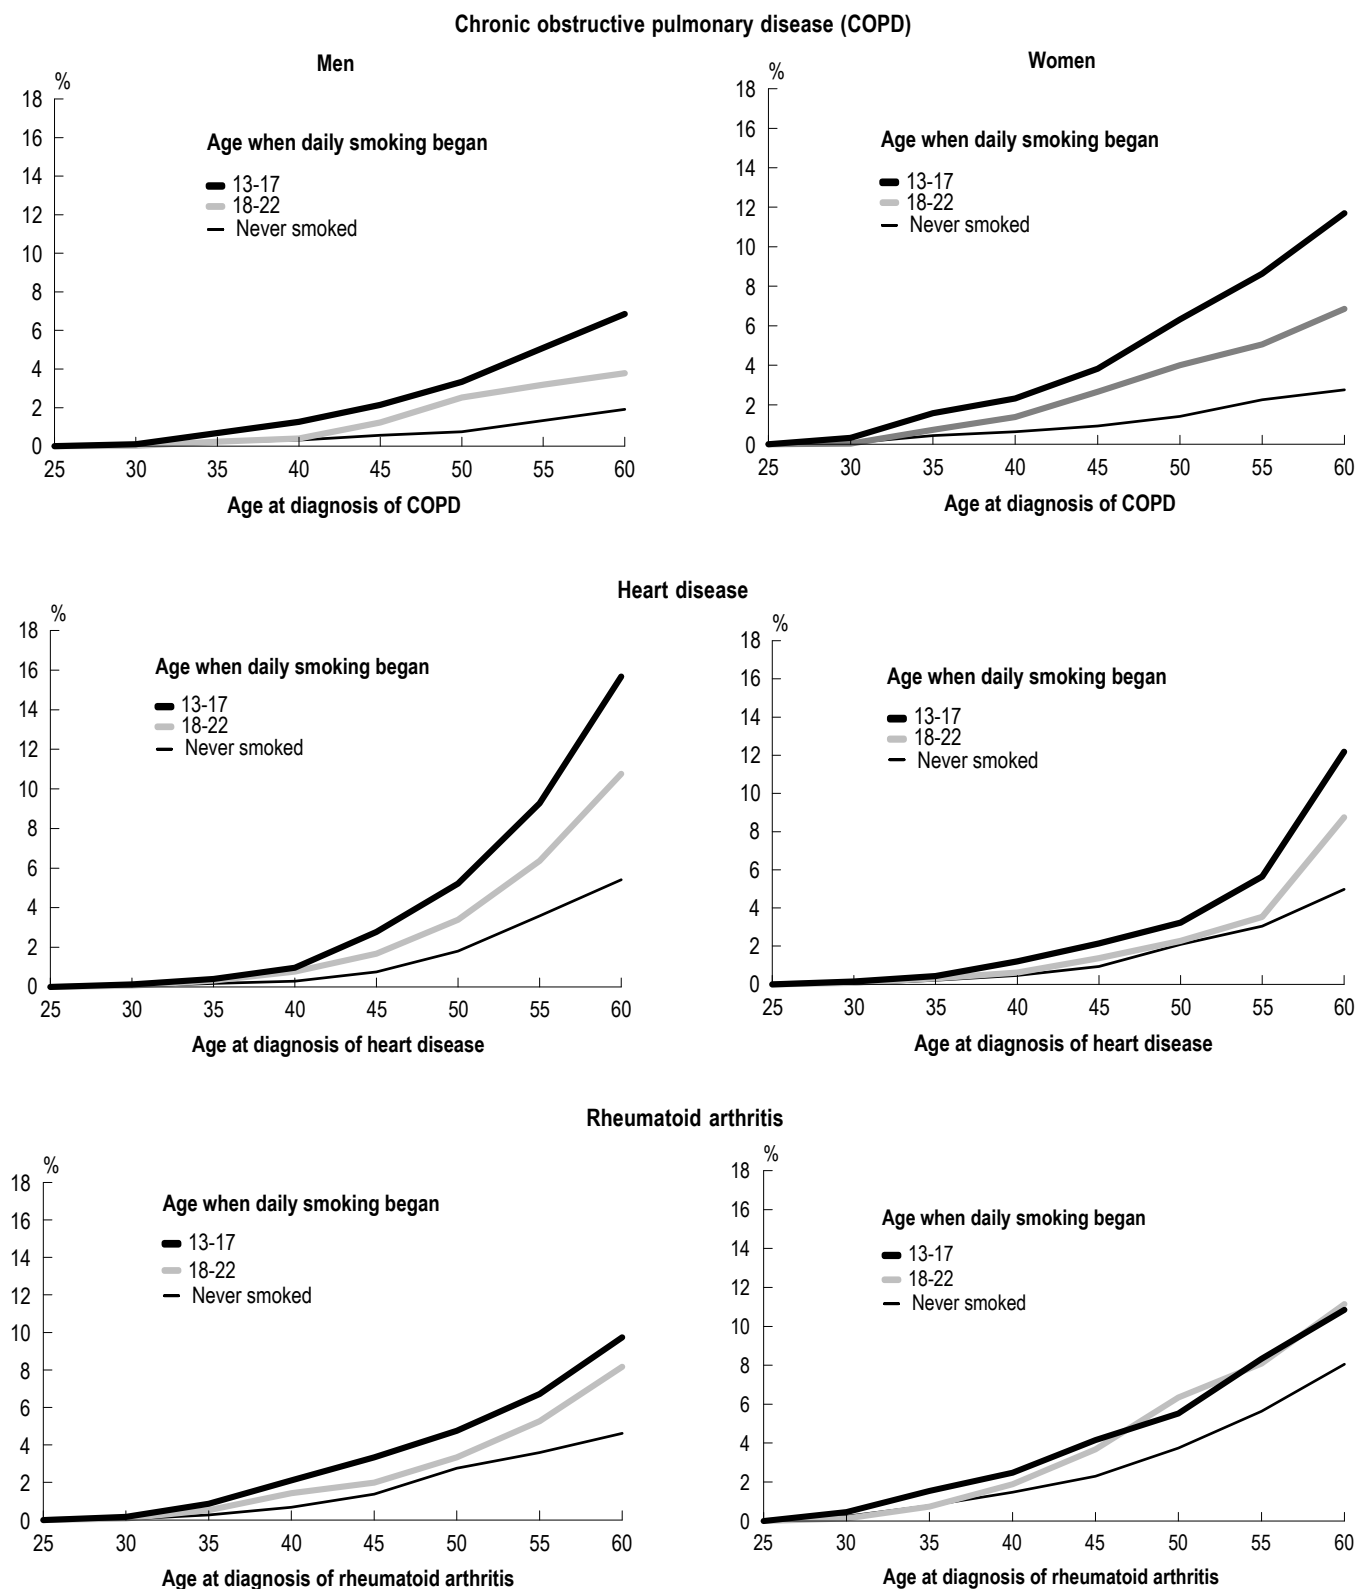 Chronic obstructive pulmonary disease (COPD)
Men
%
18
16
14
12
10
8
6
4
2
0
Age when daily smoking began
13-17
18-22
Never smoked
25 30 35 40 45 50 55 60
Age at diagnosis of COPD
Women
%
18
16
14
12
10
8
6
4
2
0
Age when daily smoking began
13-17
18-22
Never smoked
25 30 35 40 45 50 55 60
Age at diagnosis of COPD
Heart disease
%
18
16
14
12
10
8
6
4
2
0
Age when daily smoking began
13-17
18-22
Never smoked
25 30 35 40 45 50 55 60
Age at diagnosis of heart disease
%
18
16
14
12
10
8
6
4
2
0
Age when daily smoking began
13-17
18-22
Never smoked
25 30 35 40 45 50 55 60
Age at diagnosis of heart disease
Rheumatoid arthritis
%
18
16
14
12
10
8
6
4
2
0
Age when daily smoking began
13-17
18-22
Never smoked
25 30 35 40 45 50 55 60
Age at diagnosis of rheumatoid arthritis
%
18
16
14
12
10
8
6
4
2
0
Age when daily smoking began
13-17
18-22
Never smoked
25 30 35 40 45 50 55 60
Age at diagnosis of rheumatoid arthritis